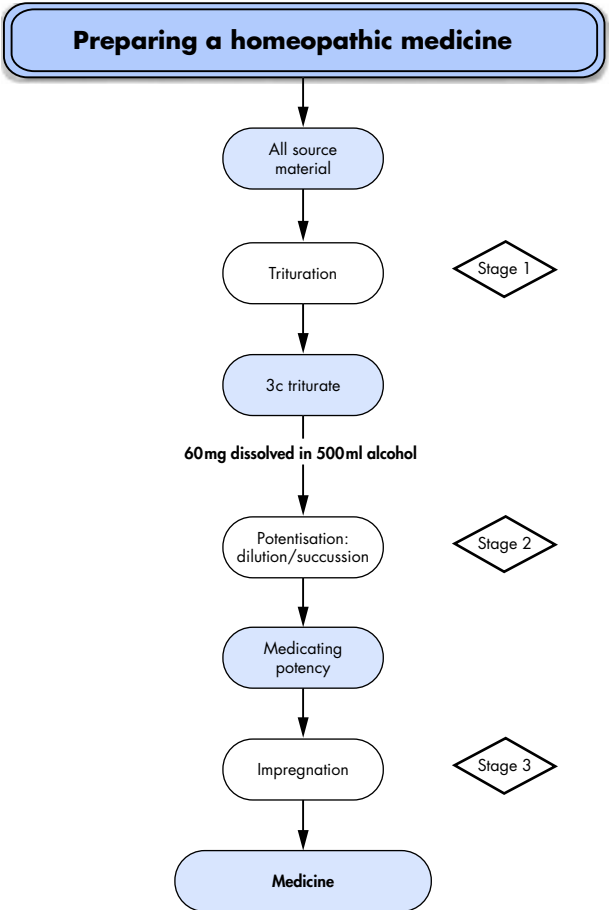 Preparing a homeopathic medicine
All source
material
Trituration
Stage 1
3c triturate
60mg dissolved in 500ml alcohol
Potentisation:
dilution/succussion
Stage 2
Medicating
potency
Impregnation
Stage 3
Medicine